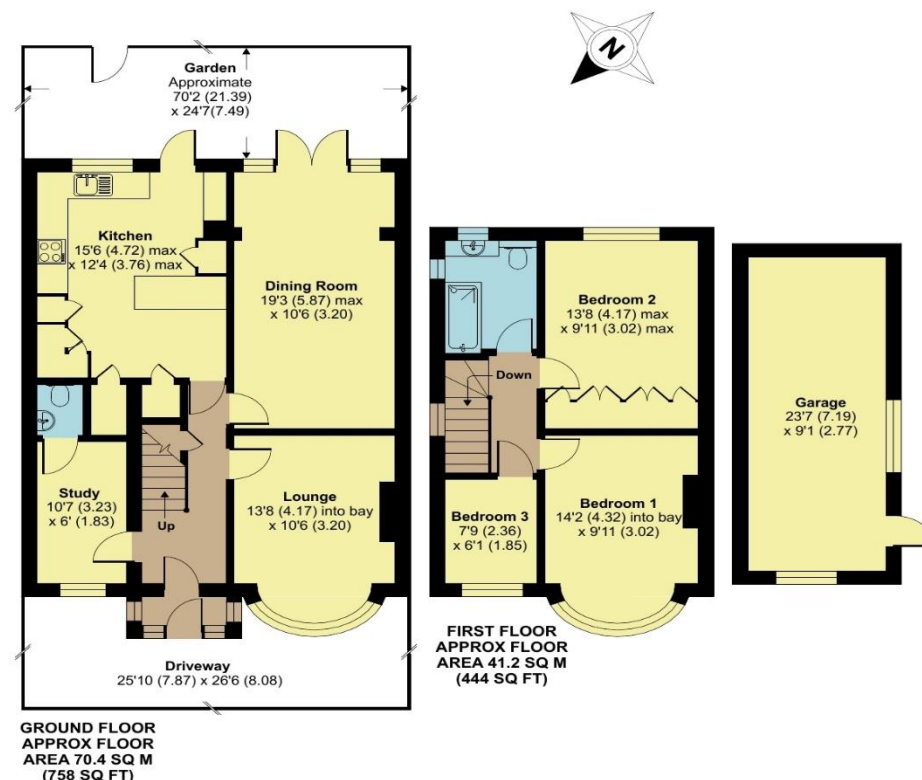 N
Garden
Approximate
70'2 (21.39)
x 24'7(7.49)
Kitchen
15'6 (4.72) max
x 12'4 (3.76) max
Dining Room
19'3 (5.87) max
x 10'6 (3.20)
Study
10'7 (3.23)
x 6' (1.83)
Up
Lounge
13'8 (4.17) into bay
x 10'6 (3.20)
Driveway
25'10 (7.87) x 26'6 (8.08)
GROUND FLOOR
APPROX FLOOR
AREA 70.4 SQ M
(758 SQ FT)
Bedroom 2
13'8 (4.17) max
x 9'11 (3.02) max
Down
Bedroom 3
7'9 (2.36)
x 6'1 (1.85)
Bedroom 1
14'2 (4.32) into bay
x 9'11 (3.02)
FIRST FLOOR
APPROX FLOOR
AREA 41.2 SQ M
(444 SQ FT)
Garage
23'7 (7.19)
x 9'1 (2.77)